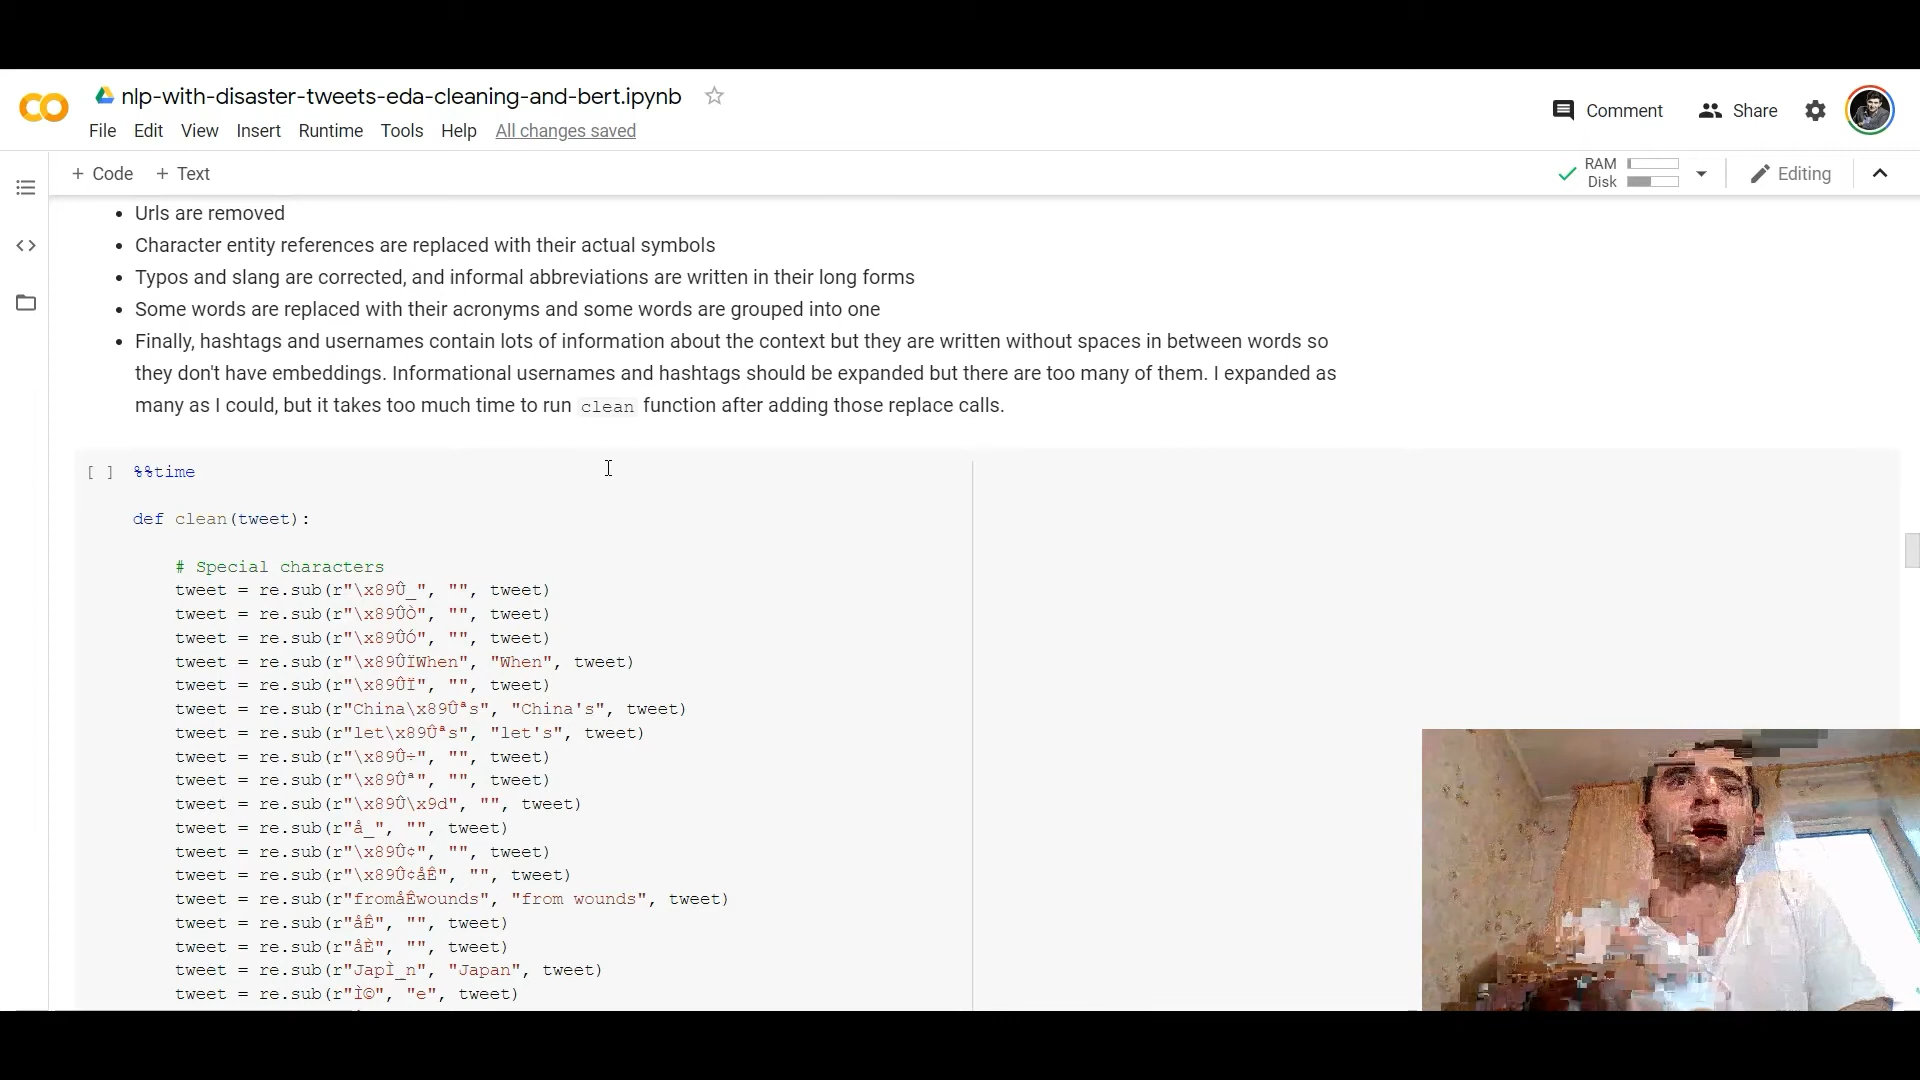 nlp-with-disaster-tweets-eda-cleaning-and-bert.ipynb
Comment
Share
File Edit View Insert Runtime Tools Help All changes saved
+ Code + Text
RAM
Disk
Editing
• Urls are removed
• Character entity references are replaced with their actual symbols
• Typos and slang are corrected, and informal abbreviations are written in their long forms
• Some words are replaced with their acronyms and some words are grouped into one
• Finally, hashtags and usernames contain lots of information about the context but they are written without spaces in between words so
they don't have embeddings. Informational usernames and hashtags should be expanded but there are too many of them. I expanded as
many as I could, but it takes too much time to run clean function after adding those replace calls.
[ ] %%time
def clean(tweet):
# Special characters
tweet = re.sub(r"\x89Û_", "", tweet)
tweet = re.sub(r"\x89ÛÒ", "", tweet)
tweet = re.sub(r"\x89ÛÓ", "", tweet)
tweet = re.sub(r"\x89ÛÏWhen", "When", tweet)
tweet = re.sub(r"\x89ÛÏ", "", tweet)
tweet = re.sub(r"China\x89Ûªs", "China's", tweet)
tweet = re.sub(r"let\x89Ûªs", "let's", tweet)
tweet = re.sub(r"\x89Û÷", "", tweet)
tweet = re.sub(r"\x89Ûª", "", tweet)
tweet = re.sub(r"\x89Û\x9d", "", tweet)
tweet = re.sub(r"å_", "", tweet)
tweet = re.sub(r"\x89Û¢", "", tweet)
tweet = re.sub(r"\x89Û¢åÊ", "", tweet)
tweet = re.sub(r"fromåÊwounds", "from wounds", tweet)
tweet = re.sub(r"åÊ", "", tweet)
tweet = re.sub(r"åÈ", "", tweet)
tweet = re.sub(r"JapÌ_n", "Japan", tweet)
tweet = re.sub(r"Ì©", "e", tweet)